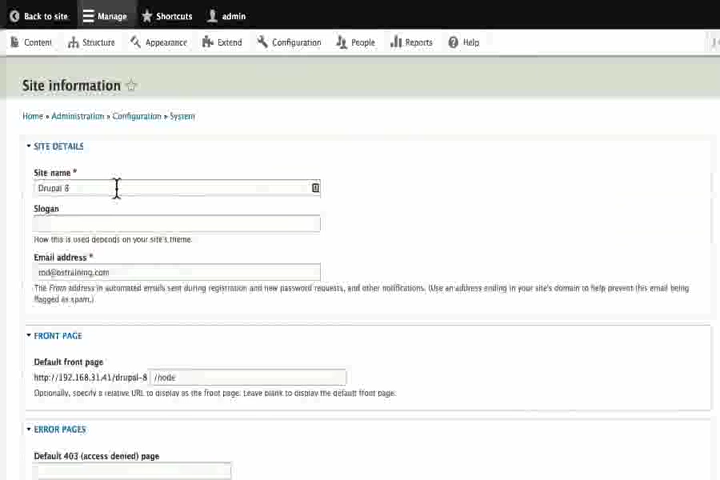 Back to site Manage Shortcuts admin
Content Structure Appearance Extend Configuration People Reports Help
Site information
Home » Administration » Configuration » System
SITE DETAILS
Site name *
Drupal 8
Slogan
How this is used depends on your site's theme.
Email address *
rod@ostraining.com
The From address in automated emails sent during registration and new password requests, and other notifications. (Use an address ending in your site's domain to help prevent this email being
flagged as spam.)
FRONT PAGE
Default front page
http://192.168.31.41/drupal-8 /node
Optionally, specify a relative URL to display as the front page. Leave blank to display the default front page.
ERROR PAGES
Default 403 (access denied) page